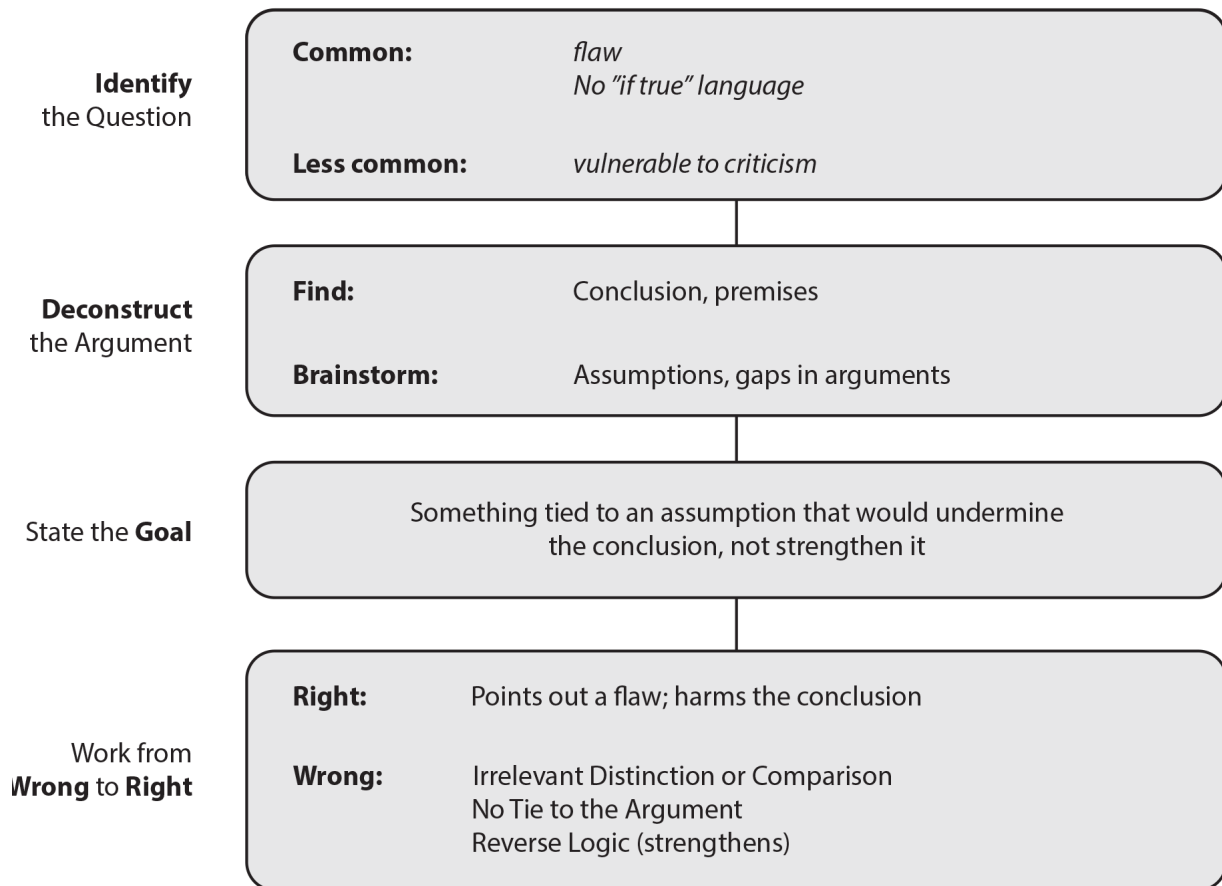 Identify
the Question
Common: flaw
No "if true" language
Less common: vulnerable to criticism
Deconstruct
the Argument
Find: Conclusion, premises
Brainstorm: Assumptions, gaps in arguments
State the Goal
Something tied to an assumption that would undermine
the conclusion, not strengthen it
Work from
Wrong to Right
Right: Points out a flaw; harms the conclusion
Wrong: Irrelevant Distinction or Comparison
No Tie to the Argument
Reverse Logic (strengthens)